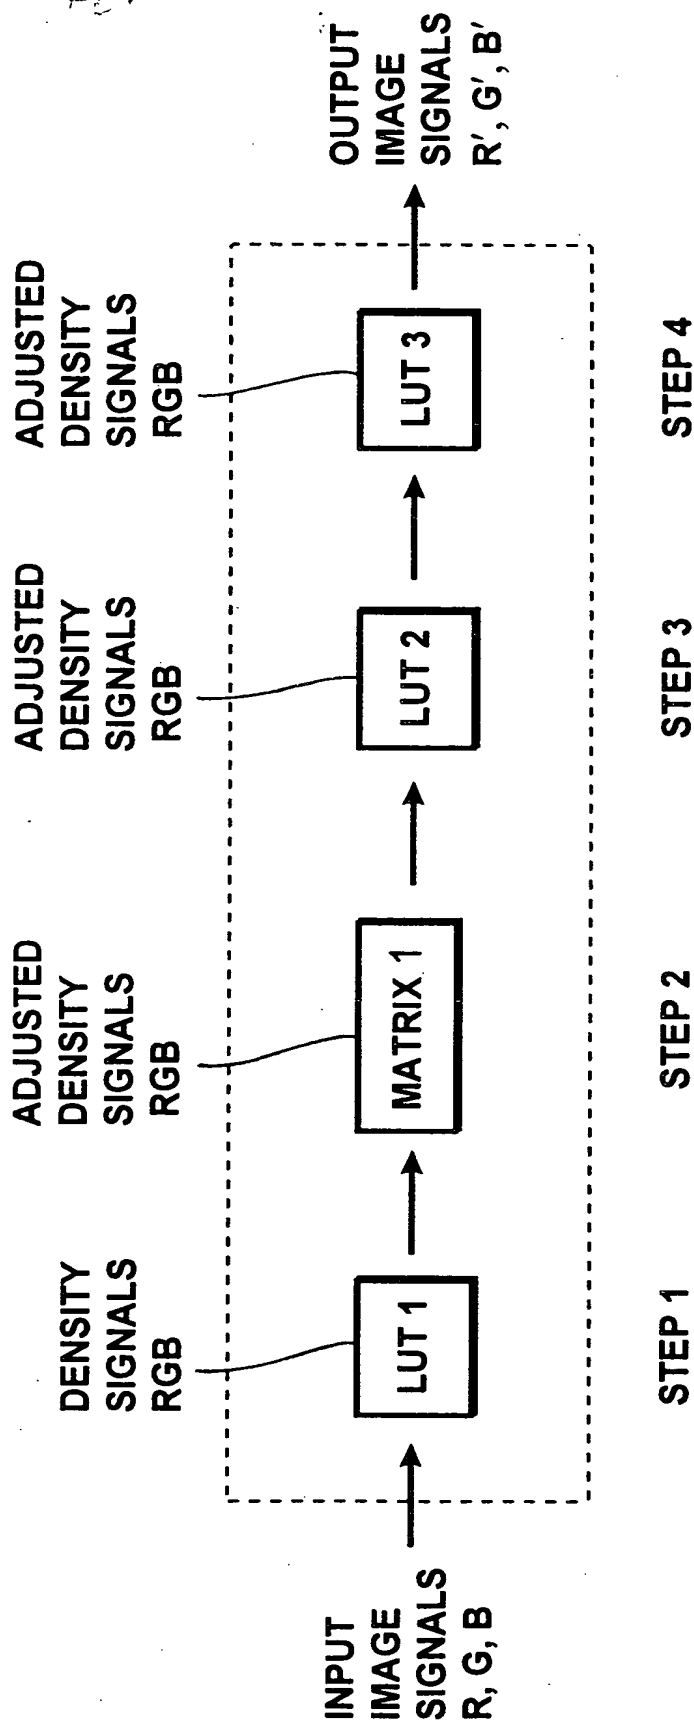 INPUT
IMAGE
SIGNALS
R, G, B
DENSITY
SIGNALS
RGB
LUT 1
STEP 1
ADJUSTED
DENSITY
SIGNALS
RGB
MATRIX 1
STEP 2
ADJUSTED
DENSITY
SIGNALS
RGB
LUT 2
STEP 3
ADJUSTED
DENSITY
SIGNALS
RGB
LUT 3
STEP 4
OUTPUT
IMAGE
SIGNALS
R′, G′, B′